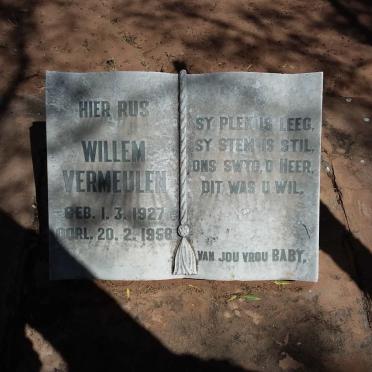 HIER RUS
WILLEM
VERMEULEN
GEB. 1. 3. 1927
OORL. 20. 2. 1958
SY PLEK IS LEEG,
SY STEM IS STIL,
ONS SWYG, O HEER,
DIT WAS U WIL.
VAN JOU VROU BABY.